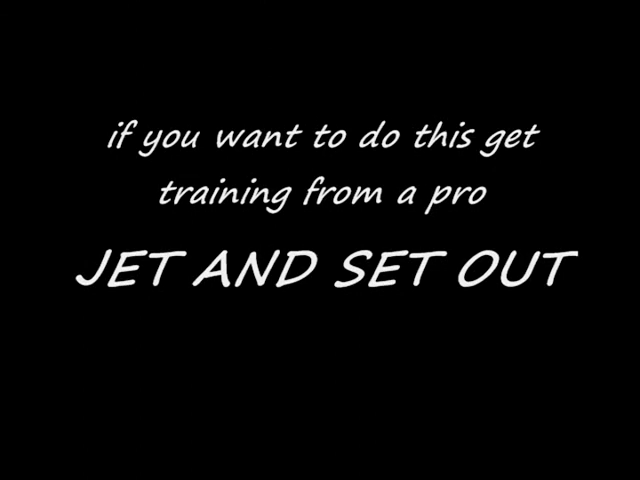 if you want to do this get
training from a pro
JET AND SET OUT